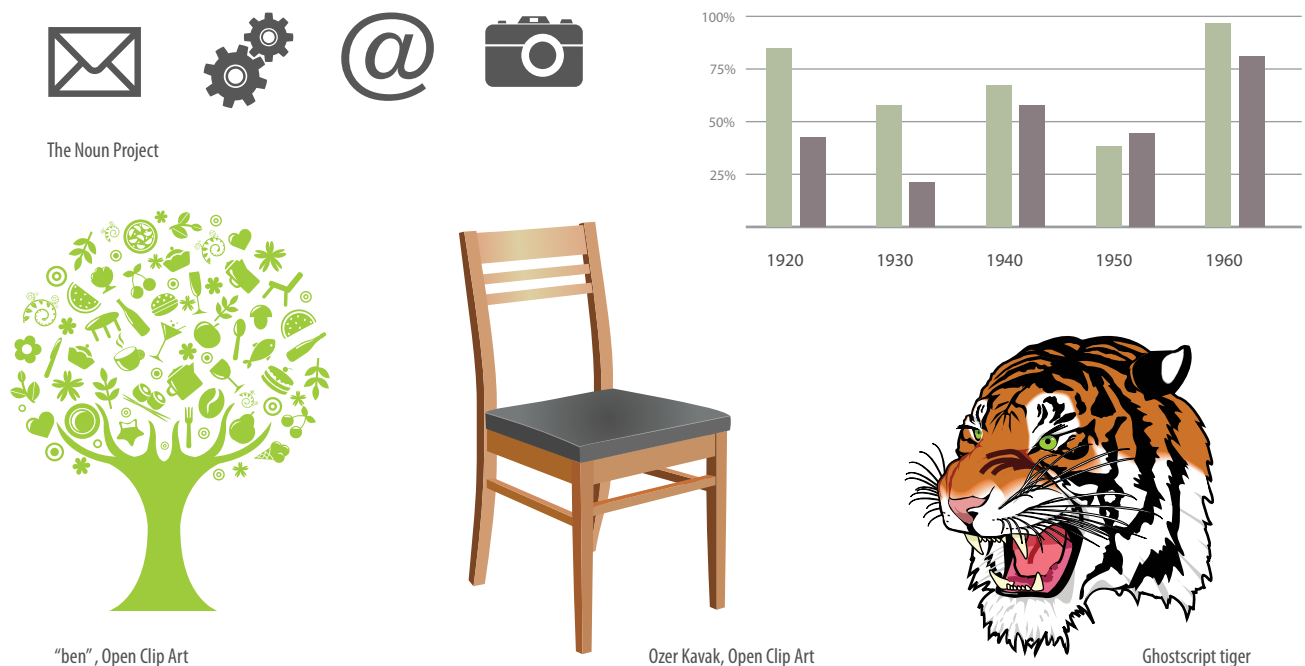 @
The Noun Project
100%
75%
50%
25%
1920 1930 1940 1950 1960
“ben”, Open Clip Art
Ozer Kavak, Open Clip Art
Ghostscript tiger